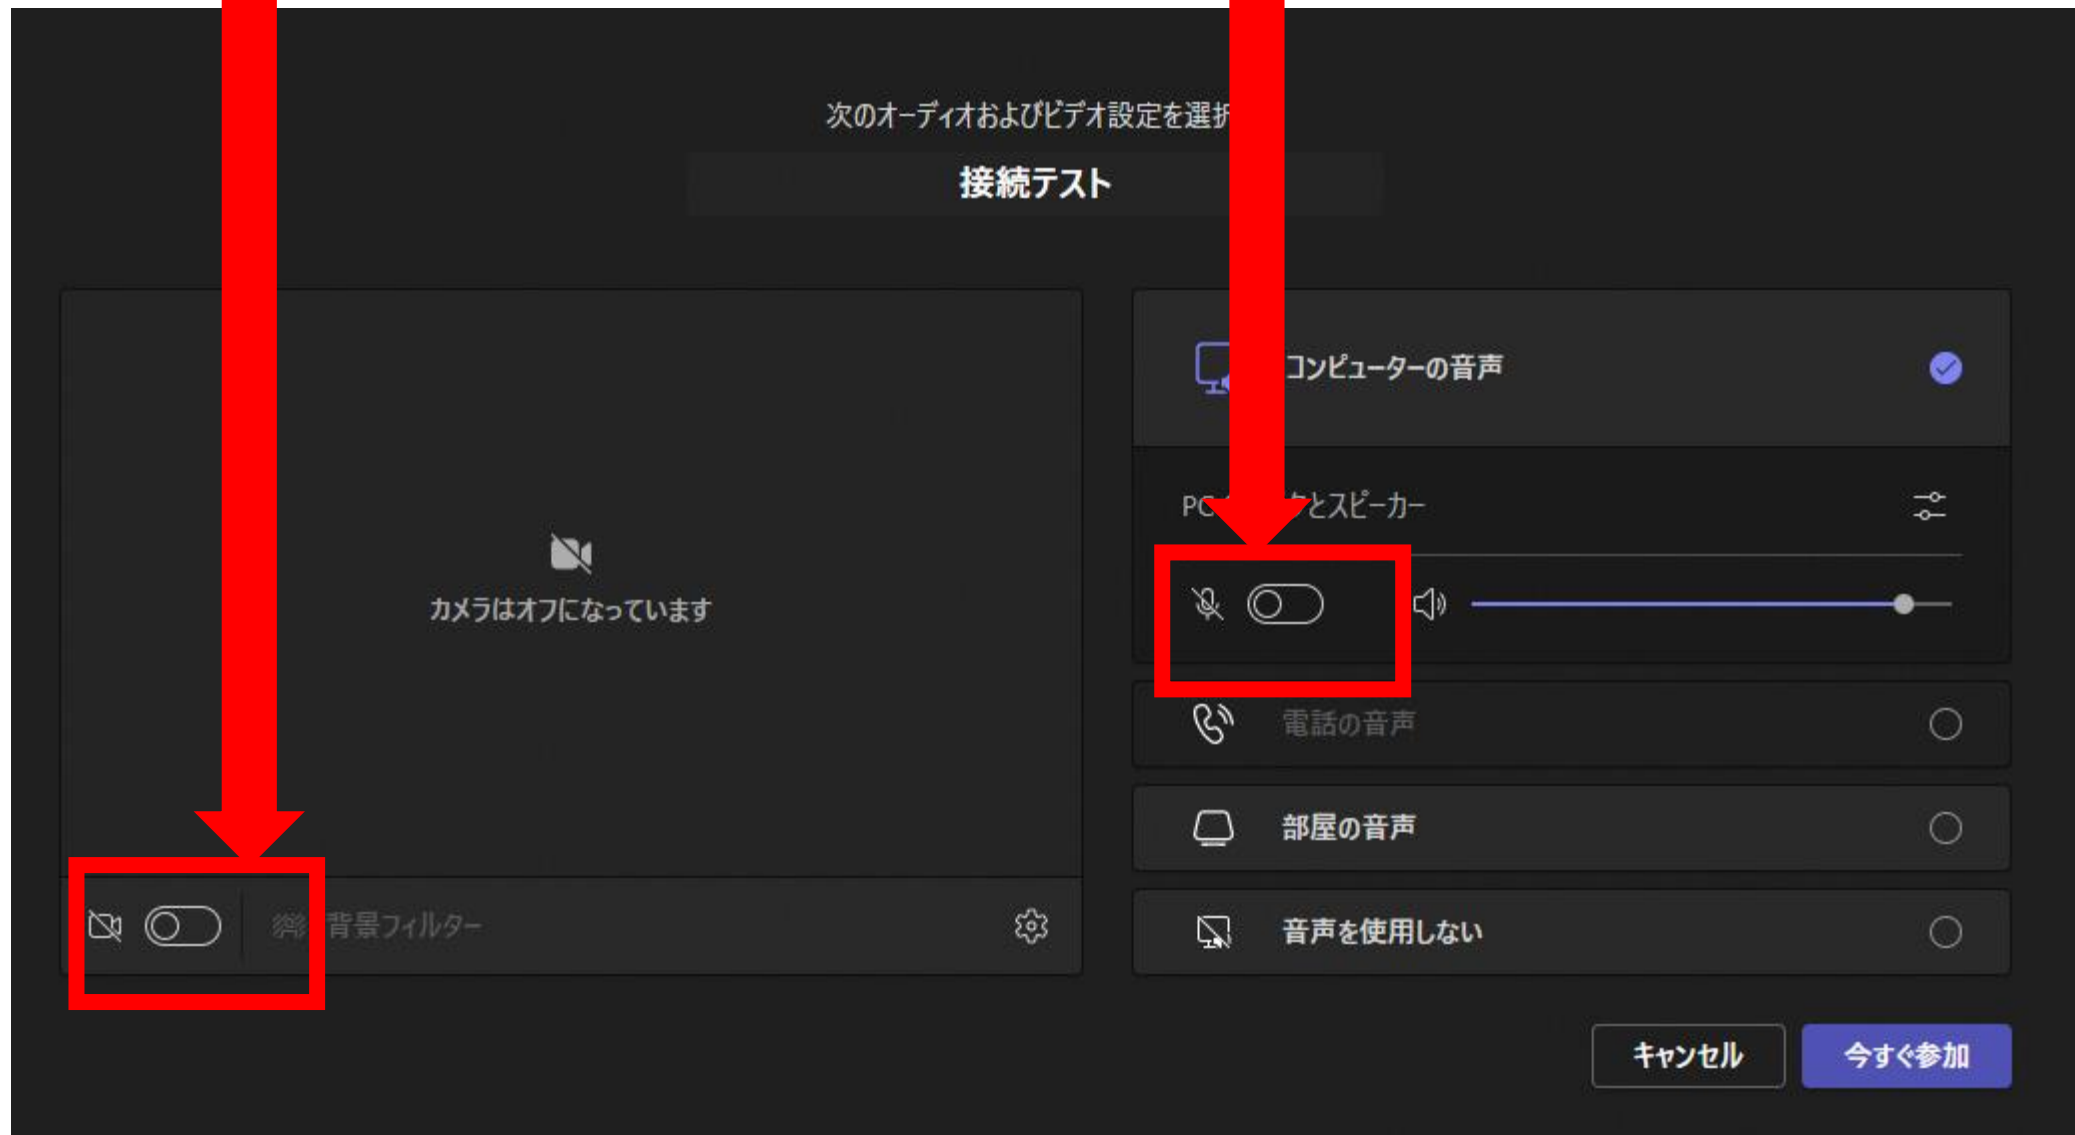 次のオーディオおよびビデオ設定を選択
接続テスト
コンピューターの音声
とスピーカー
カメラはオフになっています
電話の音声
部屋の音声
背景フィルター
音声を使用しない
キャンセル
今すぐ参加